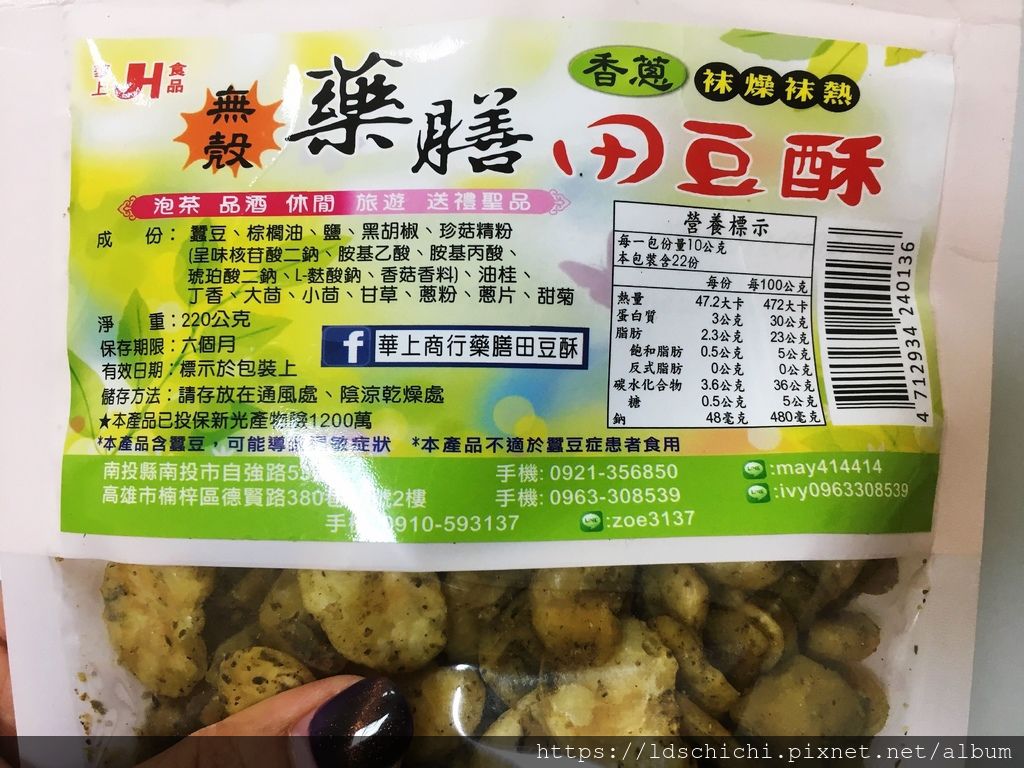 華上 H 食品
無殼
藥膳 田豆酥
香蔥
袜燥袜熱
泡茶 品酒 休閒 旅遊 送禮聖品
成 份：蠶豆、棕櫚油、鹽、黑胡椒、珍菇精粉
(呈味核苷酸二鈉、胺基乙酸、胺基丙酸、
琥珀酸二鈉、L-麩酸鈉、香菇香料)、油桂、
丁香、大茴、小茴、甘草、蔥粉、蔥片、甜菊
淨 重：220公克
保存期限：六個月
有效日期：標示於包裝上
儲存方法：請存放在通風處、陰涼乾燥處
f 華上商行藥膳田豆酥
★本產品已投保新光產物險1200萬
*本產品含蠶豆，可能導致過敏症狀 *本產品不適於蠶豆症患者食用
營養標示
每一包份量10公克
本包裝含22份
每份 每100公克
熱量 47.2大卡 472大卡
蛋白質 3公克 30公克
脂肪 2.3公克 23公克
飽和脂肪 0.5公克 5公克
反式脂肪 0公克 0公克
碳水化合物 3.6公克 36公克
糖 0.5公克 5公克
鈉 48毫克 480毫克
4 712934 240136
南投縣南投市自強路5 手機: 0921-356850 LINE :may414414
高雄市楠梓區德賢路380巷 2樓 手機: 0963-308539 LINE :ivy0963308539
手機 0910-593137 LINE :zoe3137
https://ldschichi.pixnet.net/album